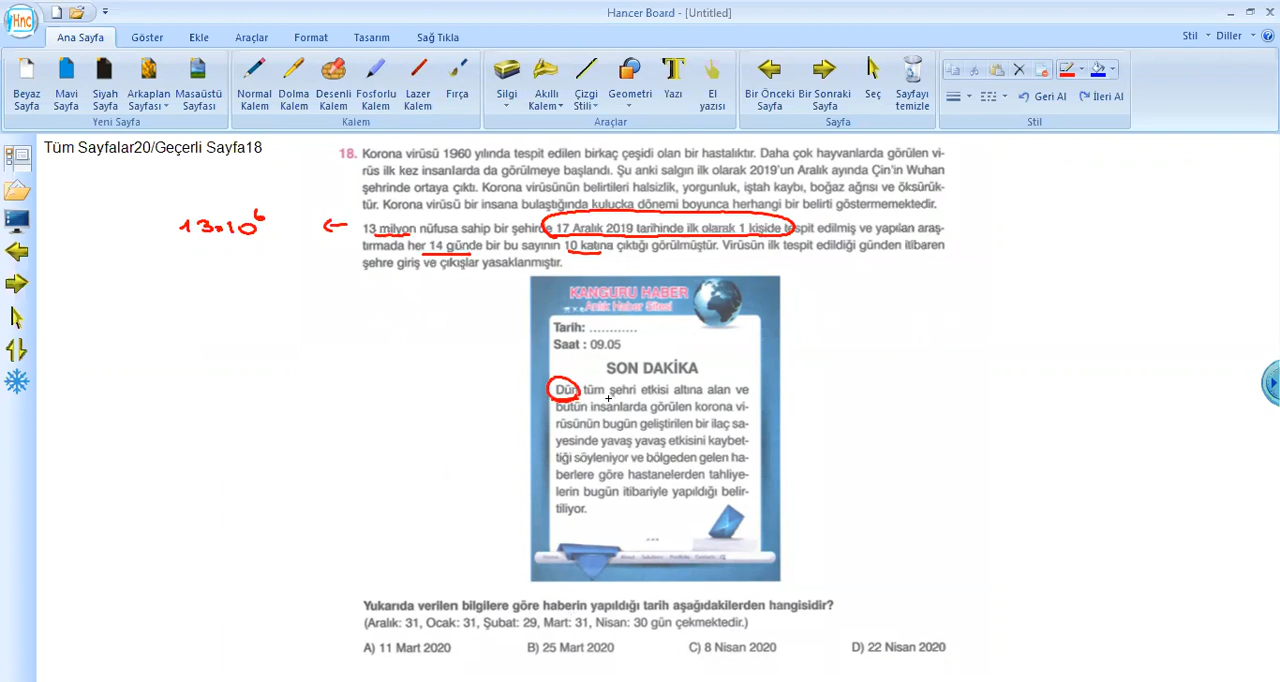 Hancer Board - [Untitled]
Hnc
Ana Sayfa Göster Ekle Araçlar Format Tasarım Sağ Tıkla
Stil Diller
Beyaz Sayfa Mavi Sayfa Siyah Sayfa Arkaplan Sayfası Masaüstü Sayfası
Yeni Sayfa
Normal Kalem Dolma Kalem Desenli Kalem Fosforlu Kalem Lazer Kalem Fırça
Kalem
Silgi Akıllı Kalem Çizgi Stili Geometri Yazı El yazısı
Araçlar
Bir Önceki Sayfa Bir Sonraki Sayfa Seç Sayfayı temizle
Sayfa
Geri Al İleri Al
Stil
Tüm Sayfalar20/Geçerli Sayfa18
18. Korona virüsü 1960 yılında tespit edilen birkaç çeşidi olan bir hastalıktır. Daha çok hayvanlarda görülen vi-
rüs ilk kez insanlarda da görülmeye başlandı. Şu anki salgın ilk olarak 2019'un Aralık ayında Çin'in Wuhan
şehrinde ortaya çıktı. Korona virüsünün belirtileri halsizlik, yorgunluk, iştah kaybı, boğaz ağrısı ve öksürük-
tür. Korona virüsü bir insana bulaştığında kuluçka dönemi boyunca herhangi bir belirti göstermemektedir.
13.10⁶ ←
13 milyon nüfusa sahip bir şehirde 17 Aralık 2019 tarihinde ilk olarak 1 kişide tespit edilmiş ve yapılan araş-
tırmada her 14 günde bir bu sayının 10 katına çıktığı görülmüştür. Virüsün ilk tespit edildiği günden itibaren
şehre giriş ve çıkışlar yasaklanmıştır.
KANGURU HABER
Anlık Haber Sitesi
Tarih: ............
Saat : 09.05
SON DAKİKA
Dün tüm şehri etkisi altına alan ve
bütün insanlarda görülen korona vi-
rüsünün bugün geliştirilen bir ilaç sa-
yesinde yavaş yavaş etkisini kaybet-
tiği söyleniyor ve bölgeden gelen ha-
berlere göre hastanelerden tahliye-
lerin bugün itibariyle yapıldığı belir-
tiliyor.
Yukarıda verilen bilgilere göre haberin yapıldığı tarih aşağıdakilerden hangisidir?
(Aralık: 31, Ocak: 31, Şubat: 29, Mart: 31, Nisan: 30 gün çekmektedir.)
A) 11 Mart 2020 B) 25 Mart 2020 C) 8 Nisan 2020 D) 22 Nisan 2020